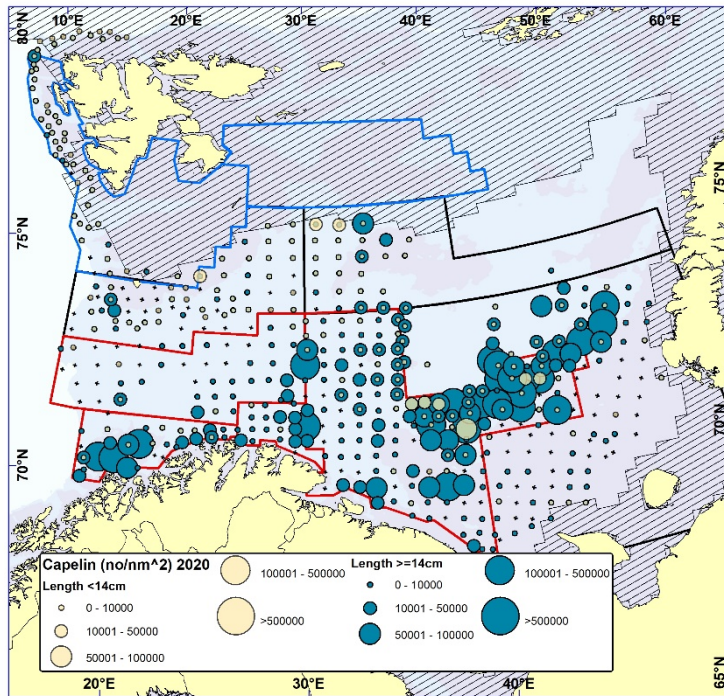 80°N 10°E 20°E 30°E 40°E 50°E 60°E
75°N 75°N
70°N 70°N
Capelin (no/nm^2) 2020
Length <14cm
0 - 10000
10001 - 50000
50001 - 100000
100001 - 500000
>500000
Length >=14cm
0 - 10000
10001 - 50000
50001 - 100000
100001 - 500000
>500000
20°E 30°E 40°E 65°N